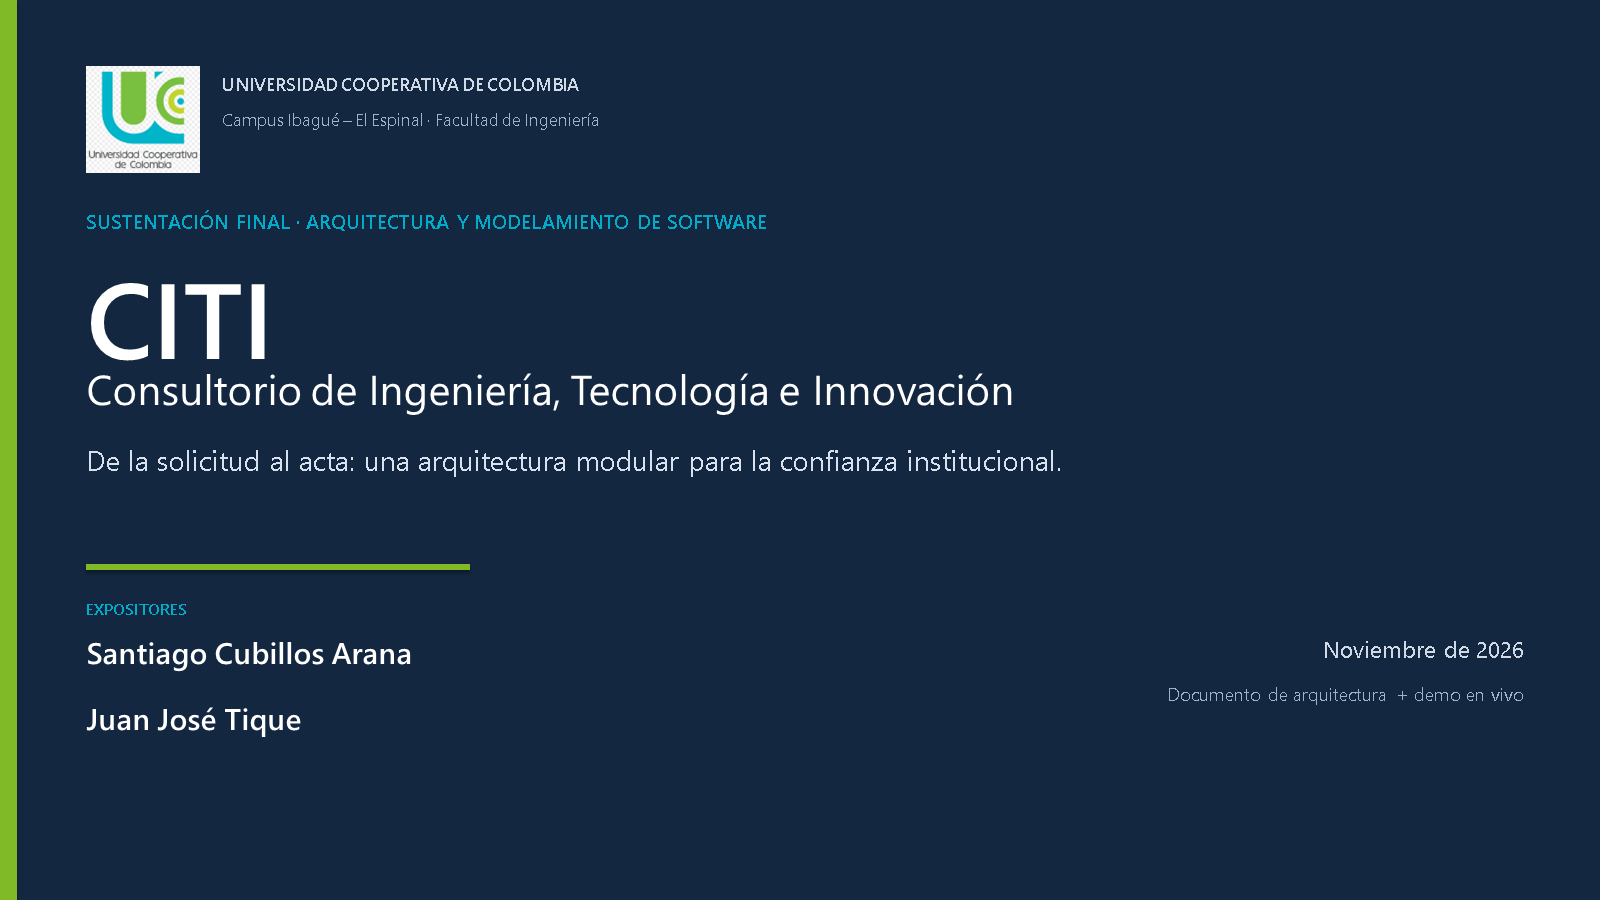 Universidad Cooperativa
de Colombia
UNIVERSIDAD COOPERATIVA DE COLOMBIA
Campus Ibagué – El Espinal · Facultad de Ingeniería
SUSTENTACIÓN FINAL · ARQUITECTURA Y MODELAMIENTO DE SOFTWARE
CITI
Consultorio de Ingeniería, Tecnología e Innovación
De la solicitud al acta: una arquitectura modular para la confianza institucional.
EXPOSITORES
Santiago Cubillos Arana
Juan José Tique
Noviembre de 2026
Documento de arquitectura + demo en vivo